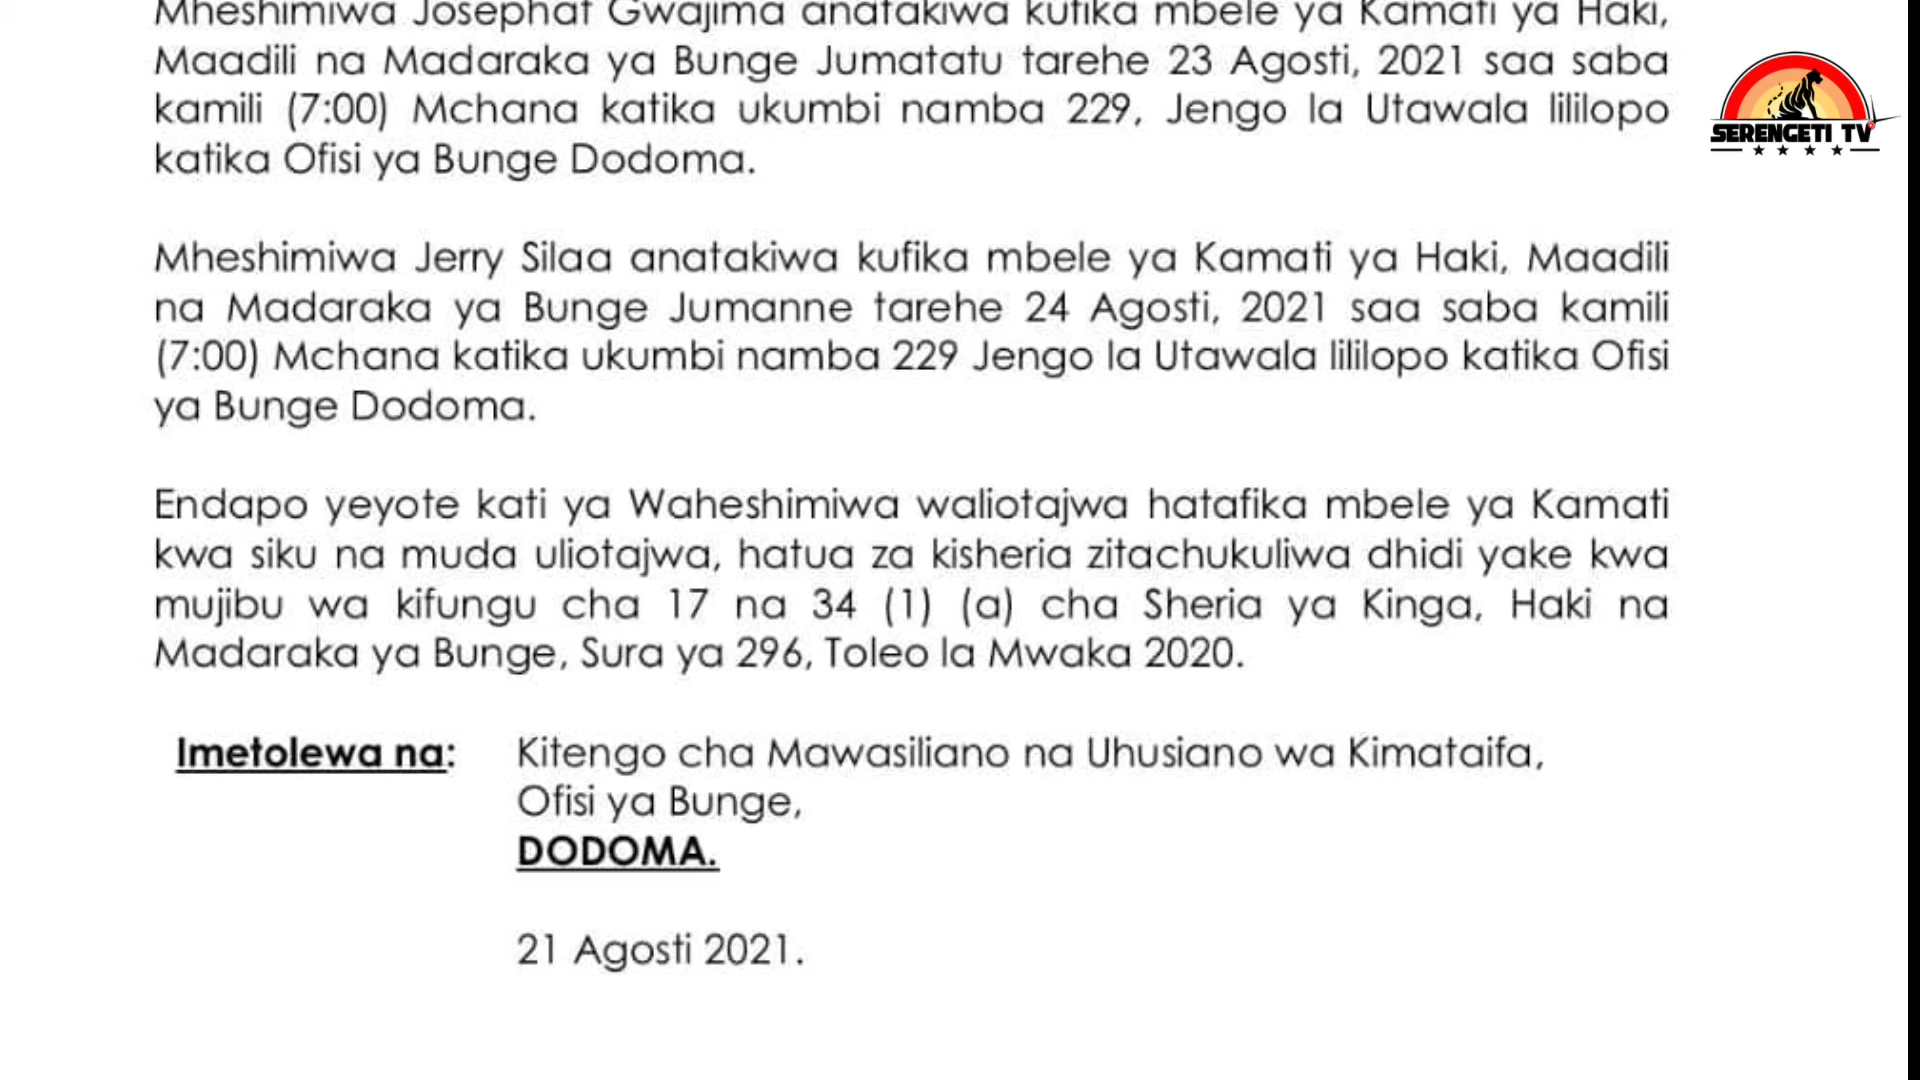 Mheshimiwa Josephat Gwajima anatakiwa kufika mbele ya Kamati ya Haki,
Maadili na Madaraka ya Bunge Jumatatu tarehe 23 Agosti, 2021 saa saba
kamili (7:00) Mchana katika ukumbi namba 229, Jengo la Utawala lililopo
katika Ofisi ya Bunge Dodoma.
SERENGETI TV
Mheshimiwa Jerry Silaa anatakiwa kufika mbele ya Kamati ya Haki, Maadili
na Madaraka ya Bunge Jumanne tarehe 24 Agosti, 2021 saa saba kamili
(7:00) Mchana katika ukumbi namba 229 Jengo la Utawala lililopo katika Ofisi
ya Bunge Dodoma.
Endapo yeyote kati ya Waheshimiwa waliotajwa hatafika mbele ya Kamati
kwa siku na muda uliotajwa, hatua za kisheria zitachukuliwa dhidi yake kwa
mujibu wa kifungu cha 17 na 34 (1) (a) cha Sheria ya Kinga, Haki na
Madaraka ya Bunge, Sura ya 296, Toleo la Mwaka 2020.
Imetolewa na: Kitengo cha Mawasiliano na Uhusiano wa Kimataifa,
Ofisi ya Bunge,
DODOMA.
21 Agosti 2021.